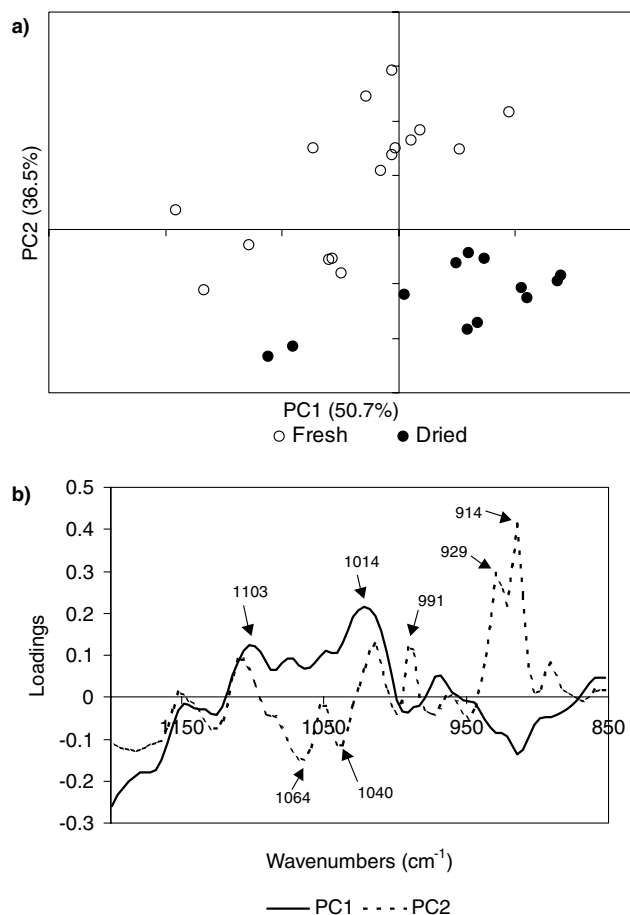 a)
PC2 (36.5%)
PC1 (50.7%)
Fresh Dried
b)
0.5
0.4
0.3
0.2
0.1
0
-0.1
-0.2
-0.3
Loadings
914
929
1014
1103
991
1150 1050 950 850
1064
1040
Wavenumbers (cm⁻¹)
PC1 PC2